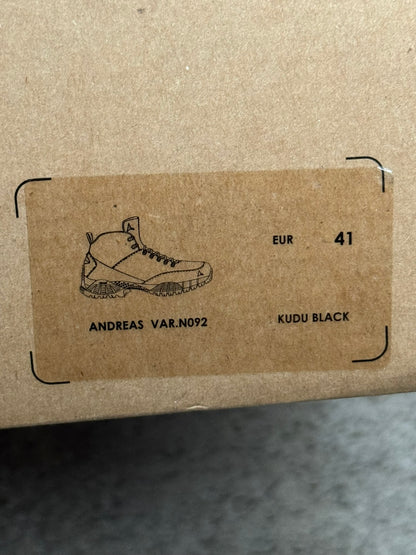 EUR 41
ANDREAS VAR.N092
KUDU BLACK